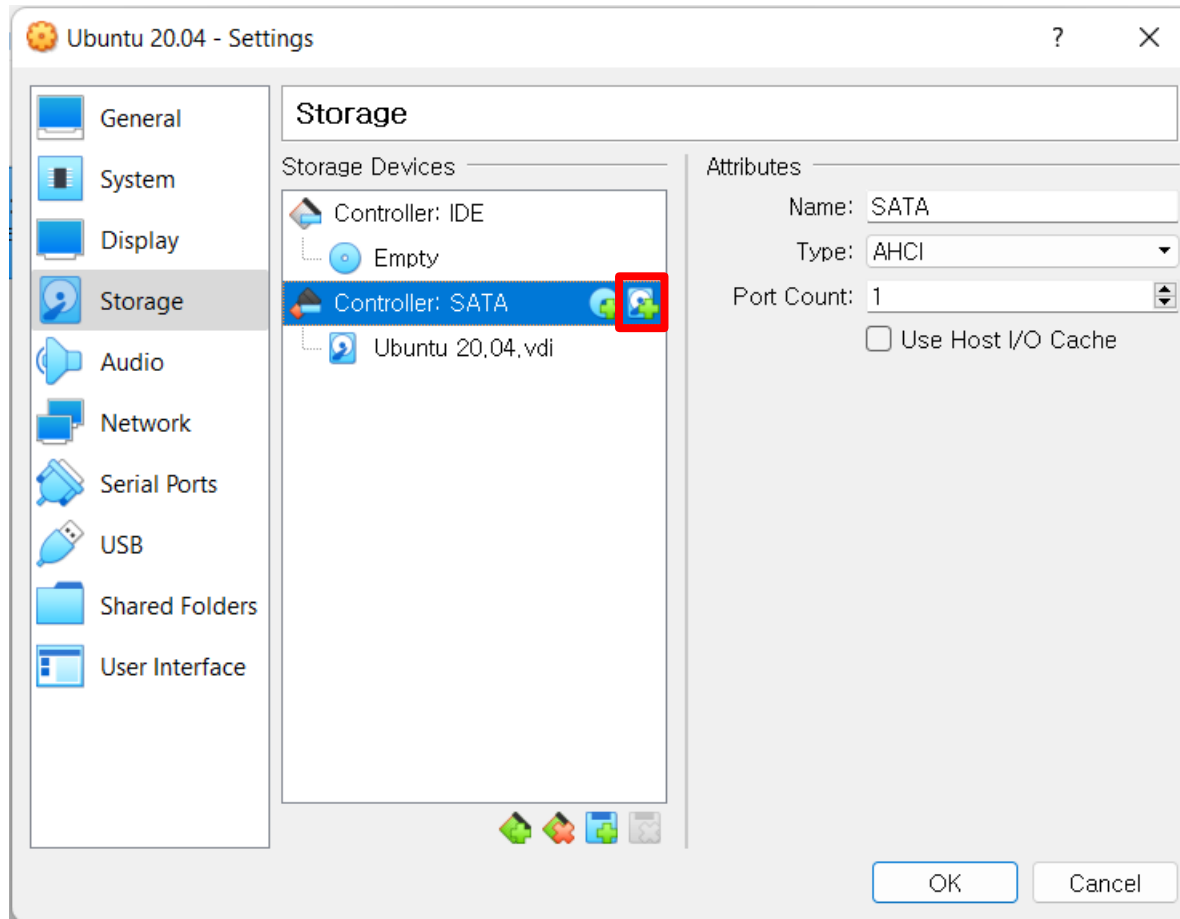 Ubuntu 20.04 - Settings
?
General
System
Display
Storage
Audio
Network
Serial Ports
USB
Shared Folders
User Interface
Storage
Storage Devices
Controller: IDE
Empty
Controller: SATA
Ubuntu 20.04.vdi
Attributes
Name: SATA
Type: AHCI
Port Count: 1
Use Host I/O Cache
OK
Cancel